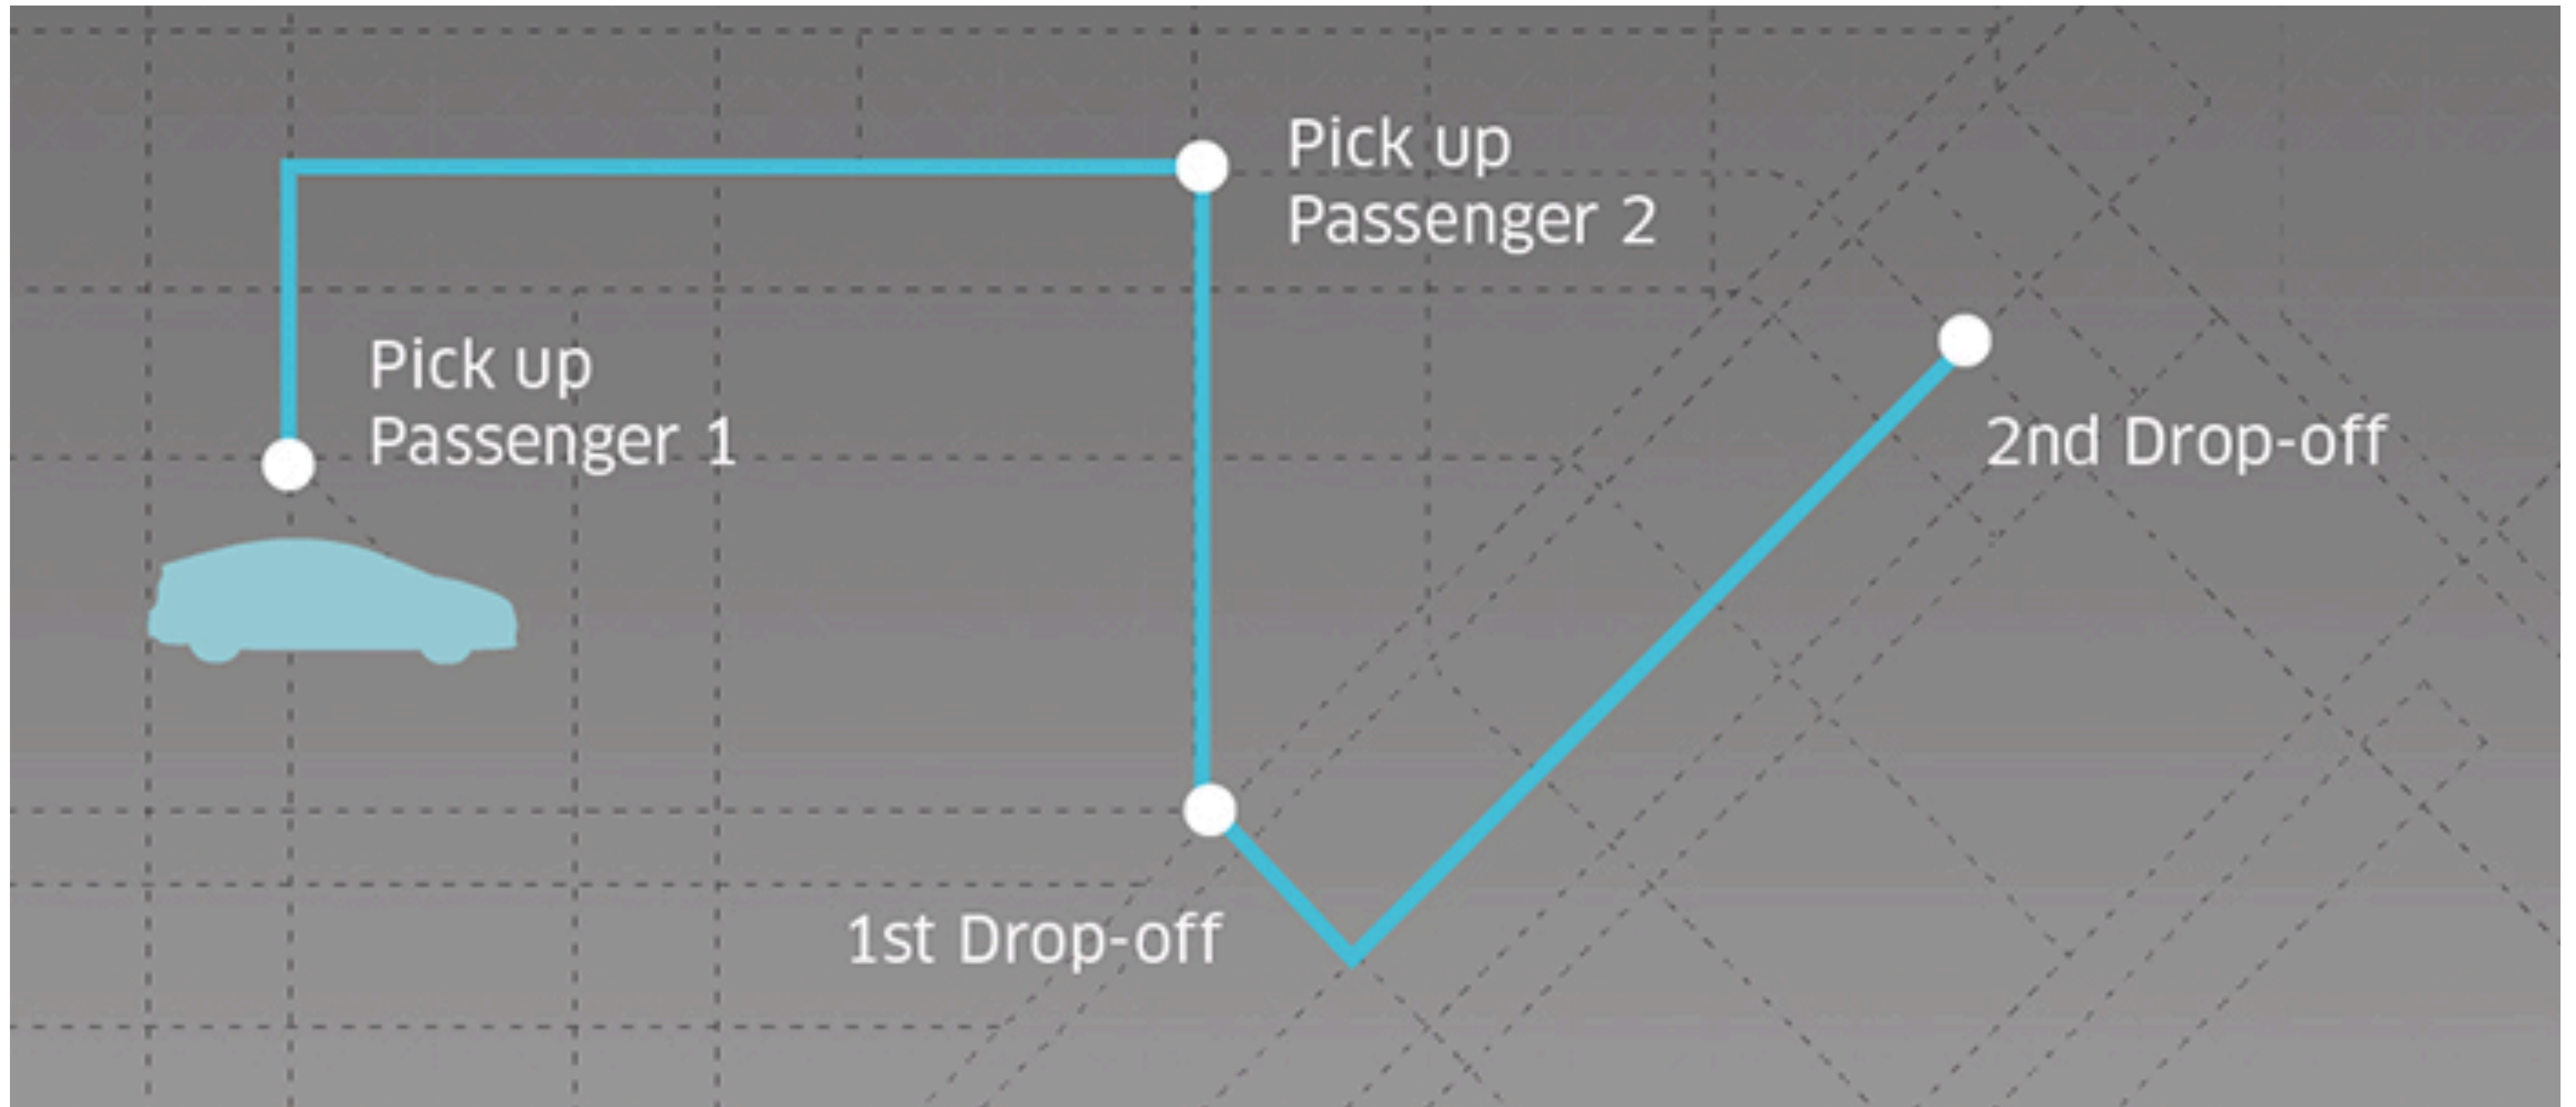 Pick up
Passenger 1
Pick up
Passenger 2
1st Drop-off
2nd Drop-off